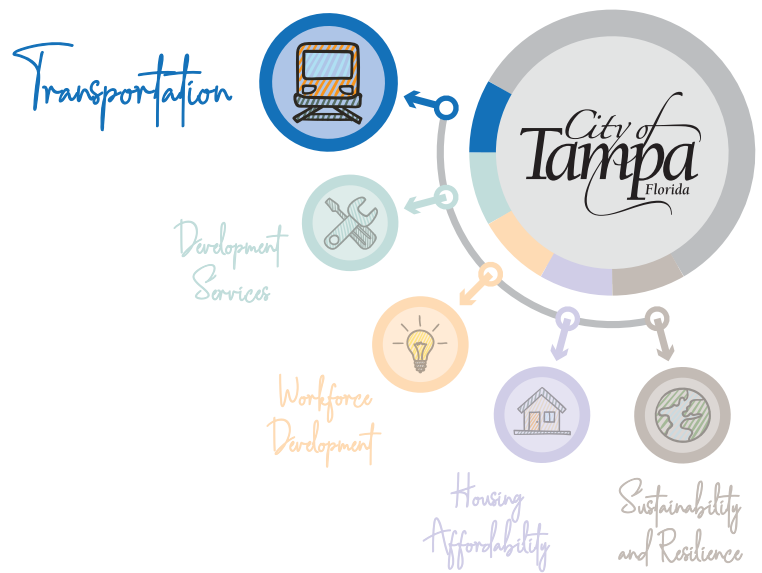 Transportation
City of
Tampa
Florida
Development
Services
Workforce
Development
Housing
Affordability
Sustainability
and Resilience